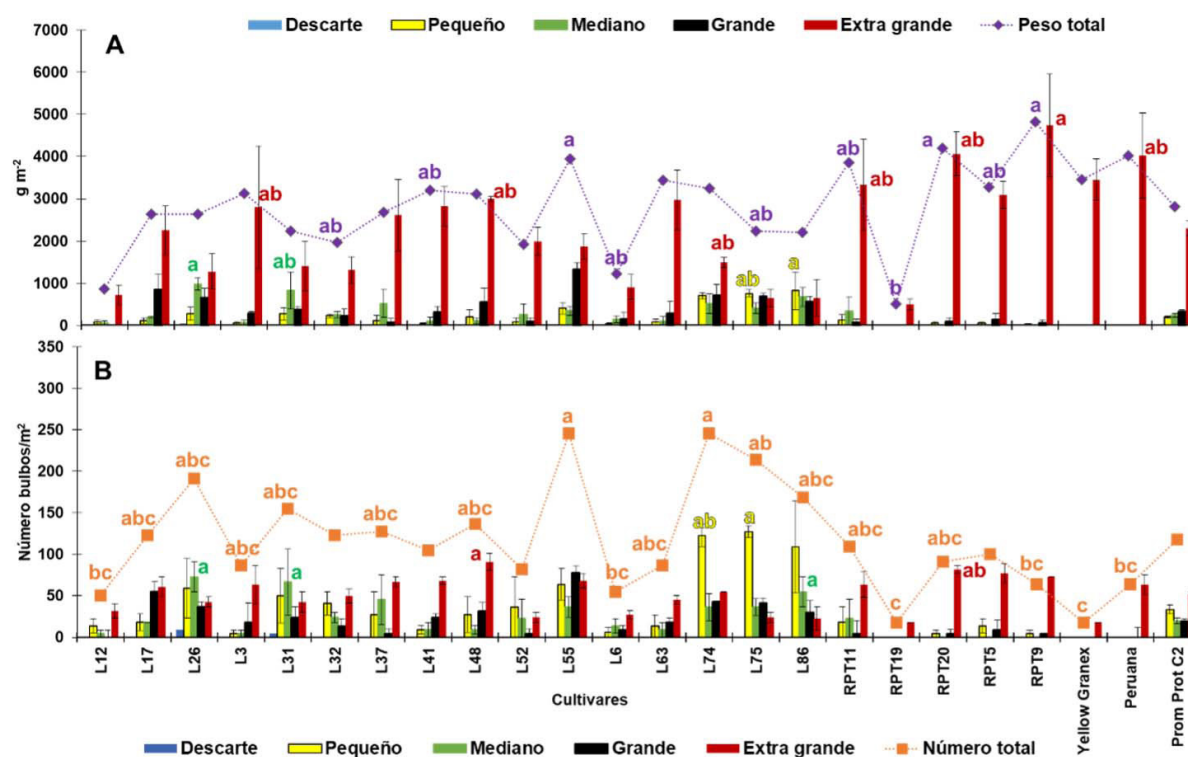 A
Descarte Pequeño Mediano Grande Extra grande Peso total
7000
6000
5000
4000
3000
2000
1000
0
g m-2
a ab ab ab ab ab a ab ab ab ab ab a ab a ab b a ab ab a a ab
B
350
300
250
200
150
100
50
0
Número bulbos/m²
bc abc abc a abc abc a abc abc a bc a bc abc a ab ab a abc a abc c abc ab bc c bc
L12 L17 L26 L3 L31 L32 L37 L41 L48 L52 L55 L6 L63 L74 L75 L86 RPT11 RPT19 RPT20 RPT5 RPT9 Yellow Granex Peruana Prom Prot C2
Cultivares
Descarte Pequeño Mediano Grande Extra grande Número total